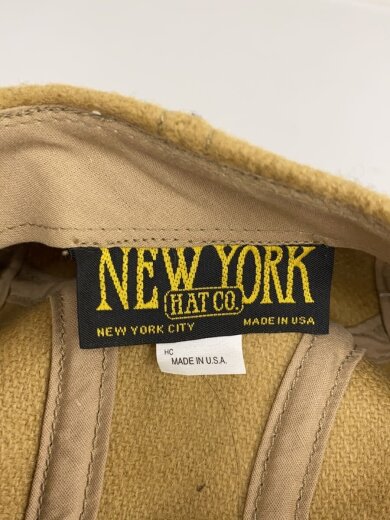 NEW YORK
HAT CO.
NEW YORK CITY MADE IN USA
HC
MADE IN U.S.A.